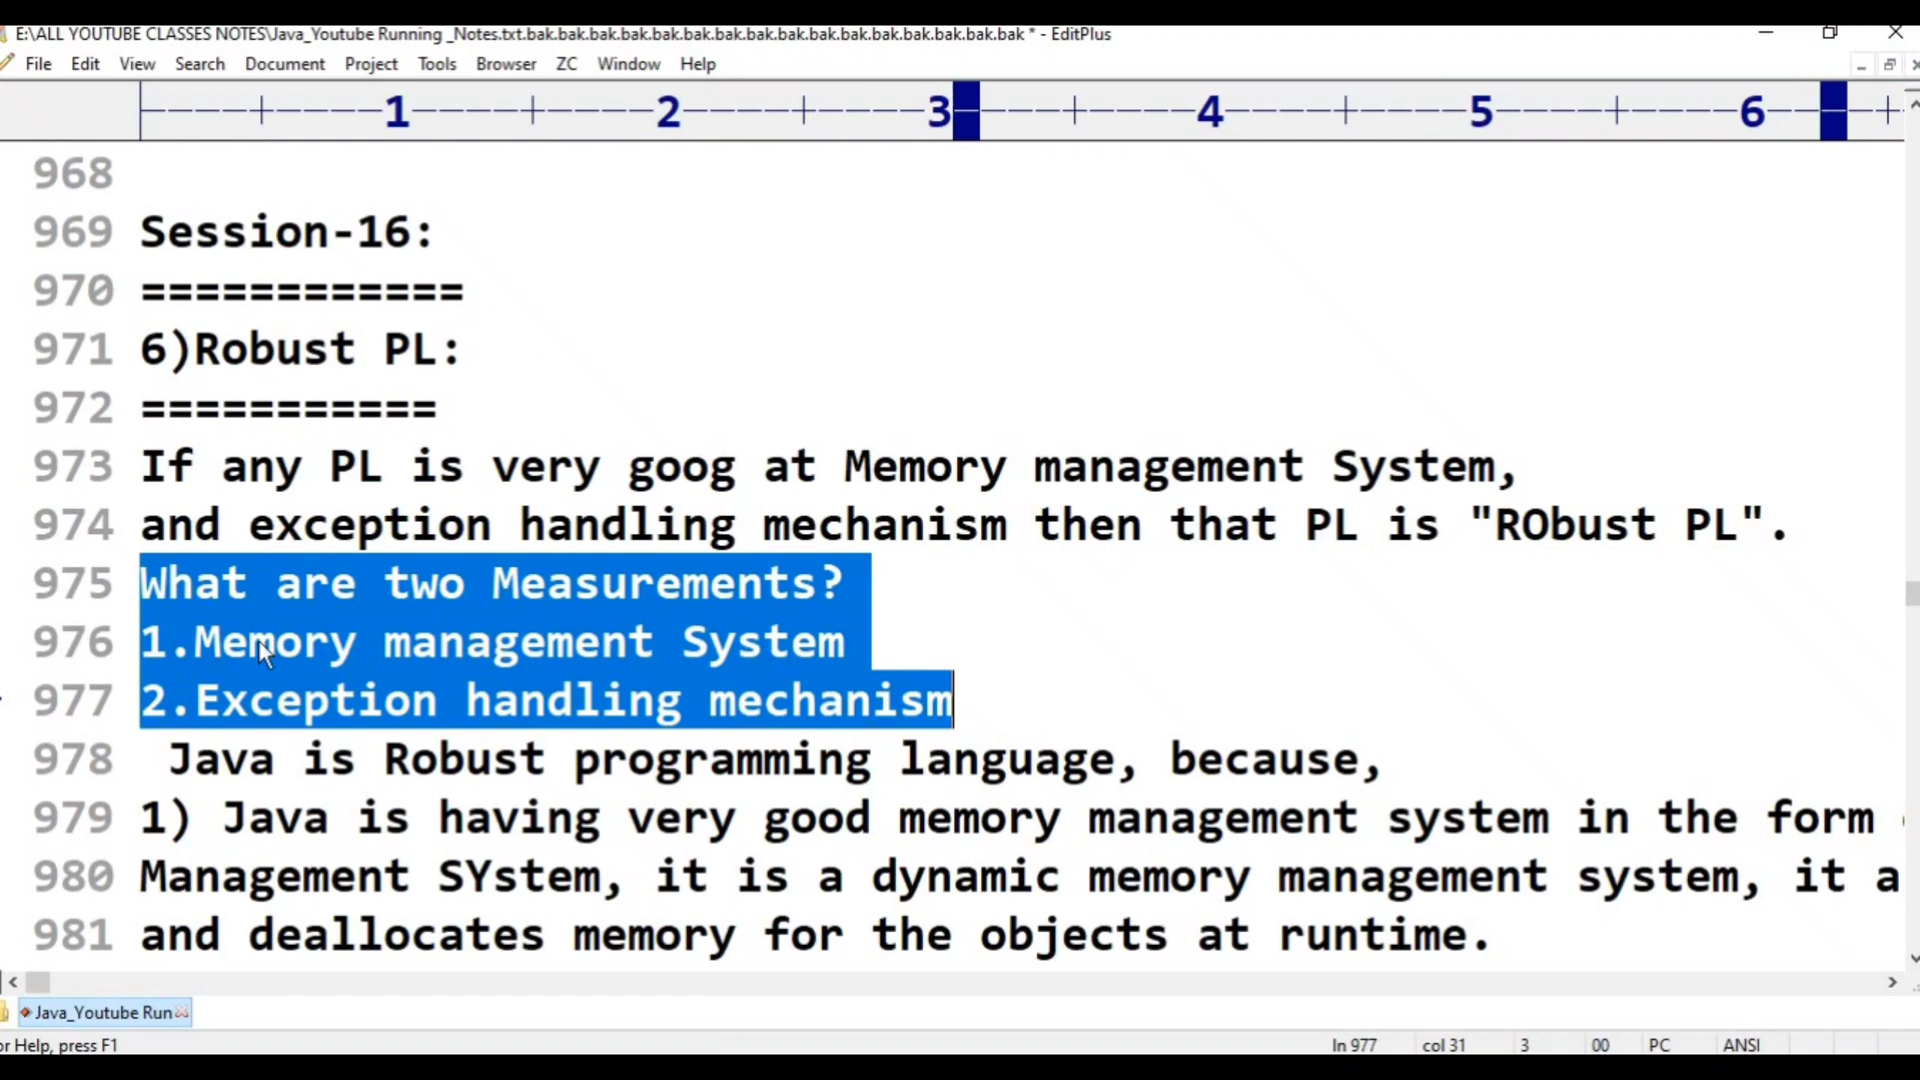 E:\ALL YOUTUBE CLASSES NOTES\Java_Youtube Running _Notes.txt.bak.bak.bak.bak.bak.bak.bak.bak.bak.bak.bak.bak.bak.bak.bak.bak * - EditPlus
File Edit View Search Document Project Tools Browser ZC Window Help
1 2 3 4 5 6
968
969 Session-16:
970 ============
971 6)Robust PL:
972 ===========
973 If any PL is very goog at Memory management System,
974 and exception handling mechanism then that PL is "RObust PL".
975 What are two Measurements?
976 1.Memory management System
977 2.Exception handling mechanism
978 Java is Robust programming language, because,
979 1) Java is having very good memory management system in the form
980 Management SYstem, it is a dynamic memory management system, it a
981 and deallocates memory for the objects at runtime.
Java_Youtube Run
or Help, press F1 ln 977 col 31 3 00 PC ANSI